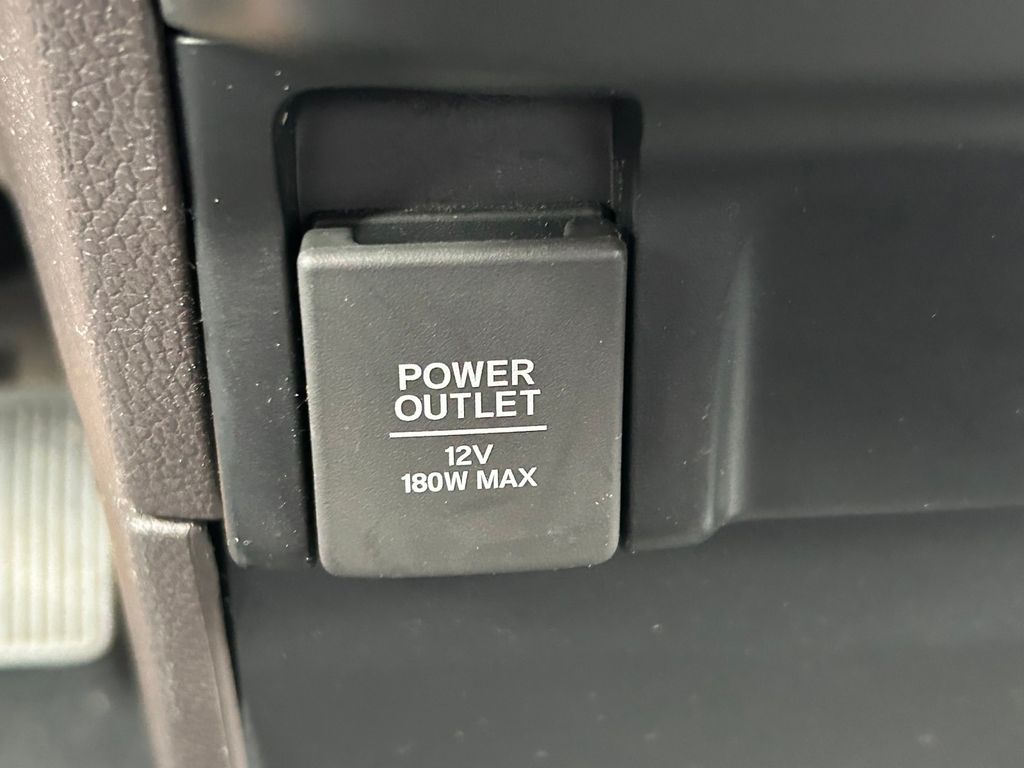 POWER
OUTLET
12V
180W MAX